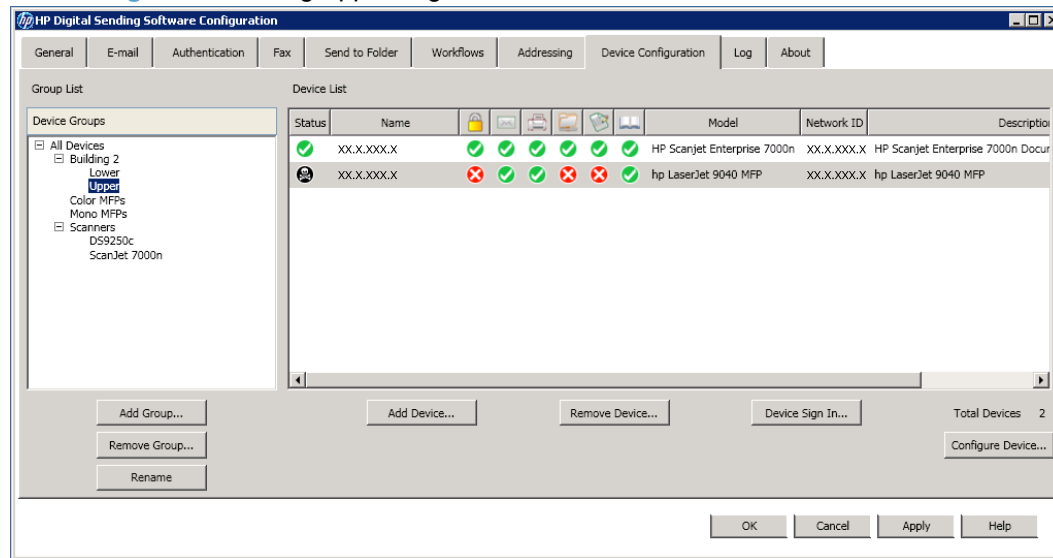 HP Digital Sending Software Configuration
General E-mail Authentication Fax Send to Folder Workflows Addressing Device Configuration Log About
Group List Device List
Device Groups
Status Name Model Network ID Description
All Devices
Building 2
Lower
Upper
Color MFPs
Mono MFPs
Scanners
DS9250c
ScanJet 7000n
XX.X.XXX.X HP Scanjet Enterprise 7000n XX.X.XXX.X HP Scanjet Enterprise 7000n Docum
XX.X.XXX.X hp LaserJet 9040 MFP XX.X.XXX.X hp LaserJet 9040 MFP
Add Group... Add Device... Remove Device... Device Sign In... Total Devices 2
Remove Group... Configure Device...
Rename
OK Cancel Apply Help